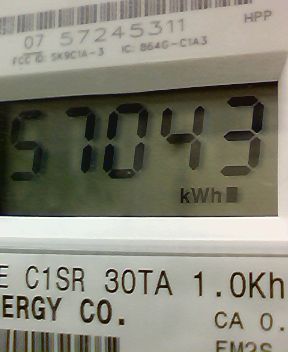 HPP
07 57245311
FCC ID: SK9C1A-3 IC: 864G-C1A3
57043
kWh
E C1SR 30TA 1.0Kh
ERGY CO.
CA 0.
EM2S